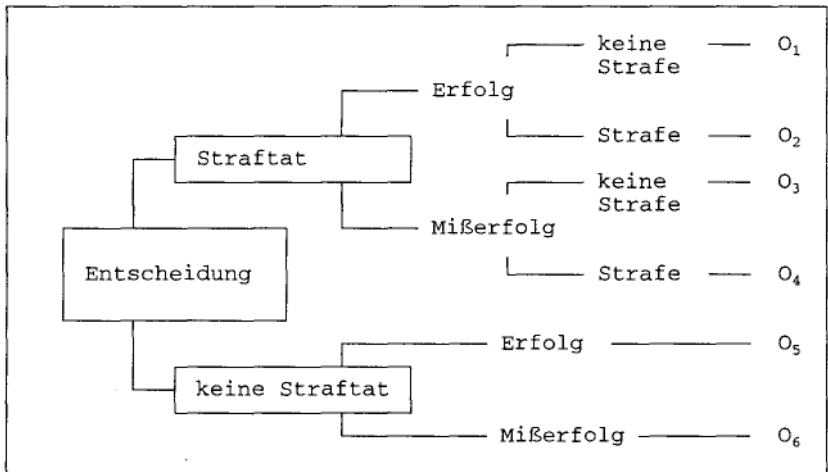 keine
Strafe O₁
Erfolg
Strafe O₂
Straftat
keine
Strafe O₃
Mißerfolg
Entscheidung
Strafe O₄
Erfolg O₅
keine Straftat
Mißerfolg O₆